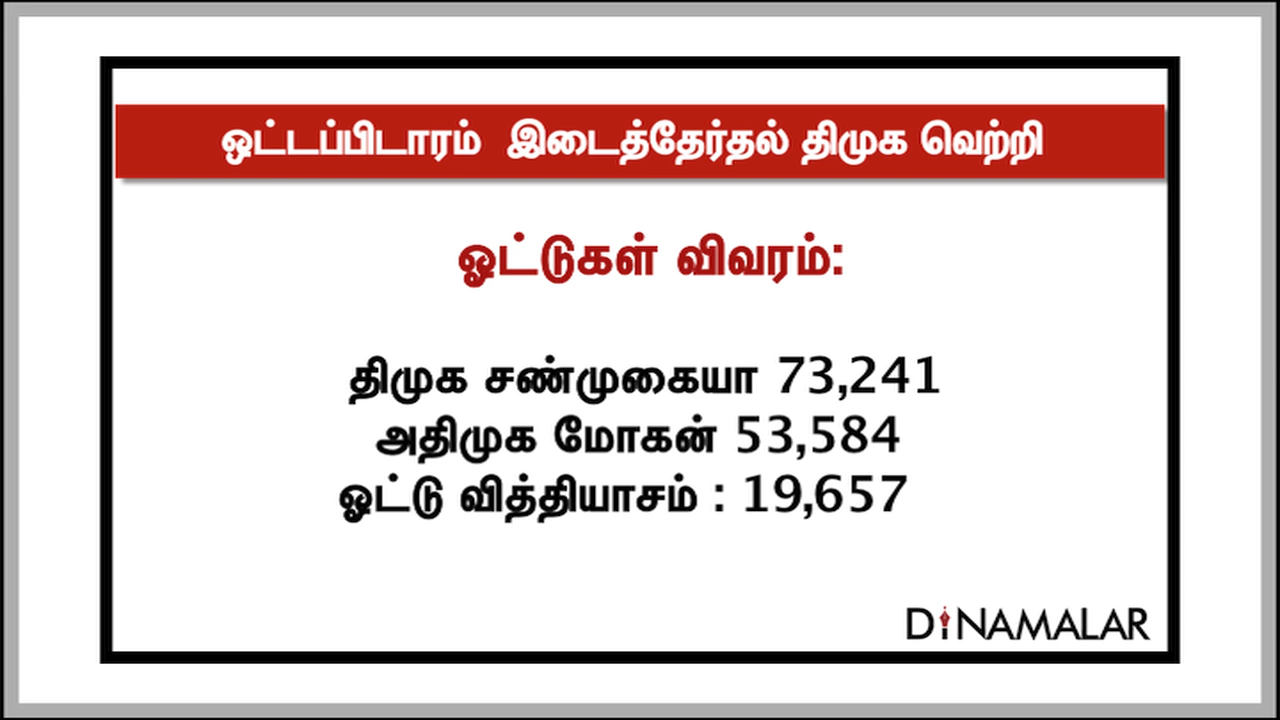 ஒட்டப்பிடாரம் இடைத்தேர்தல் திமுக வெற்றி
ஓட்டுகள் விவரம்:
திமுக சண்முகையா 73,241
அதிமுக மோகன் 53,584
ஓட்டு வித்தியாசம் : 19,657
DiNAMALAR